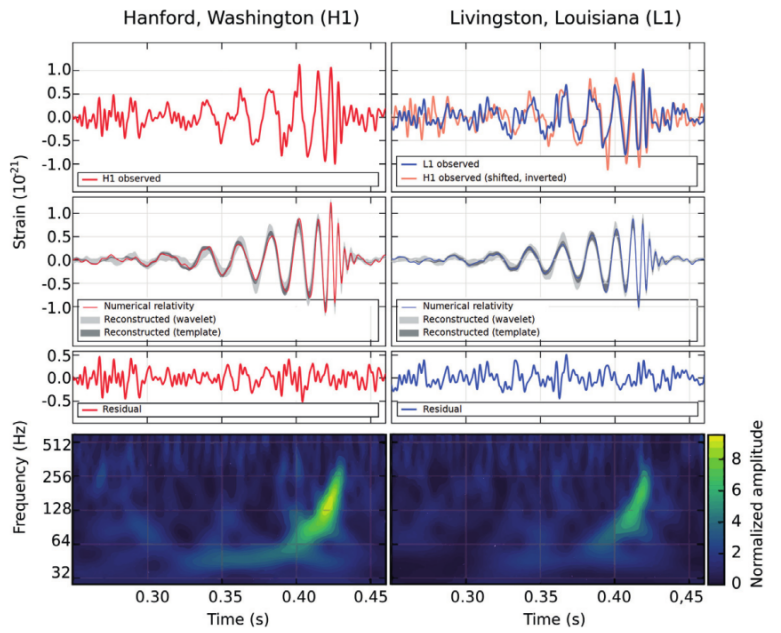 Hanford, Washington (H1)
Livingston, Louisiana (L1)
Strain (10⁻²¹)
1.0
0.5
0.0
-0.5
-1.0
H1 observed
L1 observed
H1 observed (shifted, inverted)
1.0
0.5
0.0
-0.5
-1.0
Numerical relativity
Reconstructed (wavelet)
Reconstructed (template)
Numerical relativity
Reconstructed (wavelet)
Reconstructed (template)
0.5
0.0
-0.5
Residual
Residual
Frequency (Hz)
512
256
128
64
32
Normalized amplitude
8
6
4
2
0
0.30 0.35 0.40 0.45
0.30 0.35 0.40 0,45
Time (s)
Time (s)